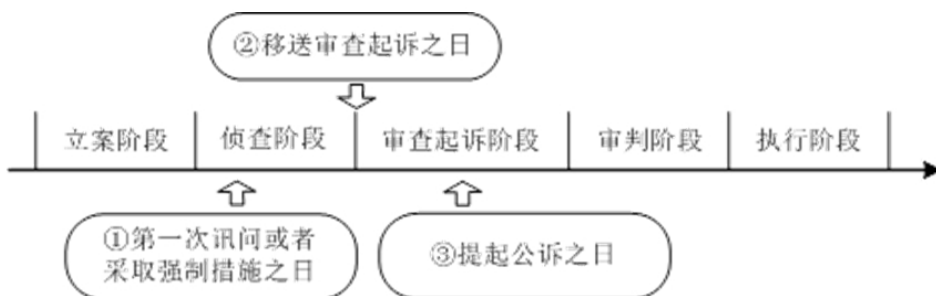 ②移送审查起诉之日
立案阶段
侦查阶段
审查起诉阶段
审判阶段
执行阶段
①第一次讯问或者
采取强制措施之日
③提起公诉之日